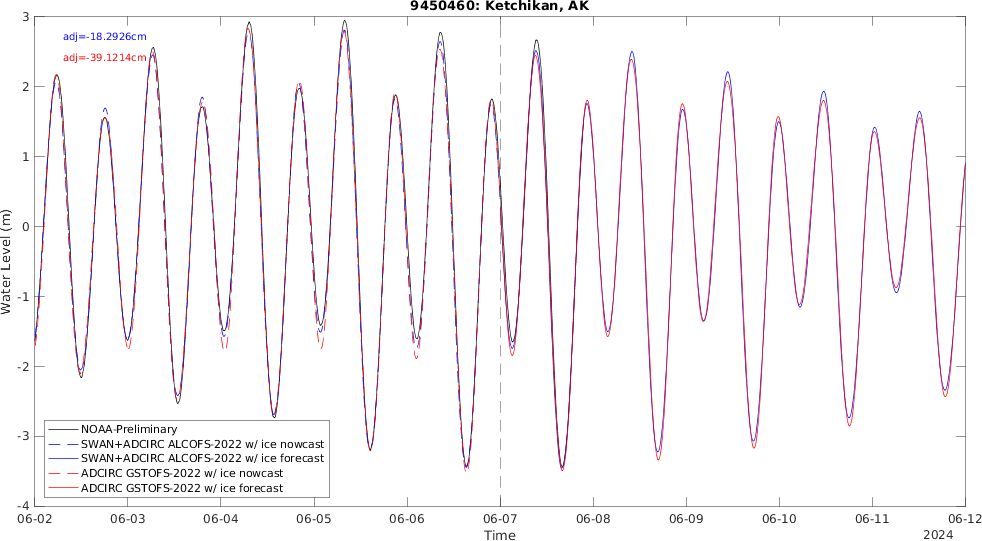 9450460: Ketchikan, AK
adj=-18.2926cm
adj=-39.1214cm
3
2
1
0
-1
-2
-3
-4
Water Level (m)
NOAA-Preliminary
SWAN+ADCIRC ALCOFS-2022 w/ ice nowcast
SWAN+ADCIRC ALCOFS-2022 w/ ice forecast
ADCIRC GSTOFS-2022 w/ ice nowcast
ADCIRC GSTOFS-2022 w/ ice forecast
06-02 06-03 06-04 06-05 06-06 06-07 06-08 06-09 06-10 06-11 06-12
Time
2024